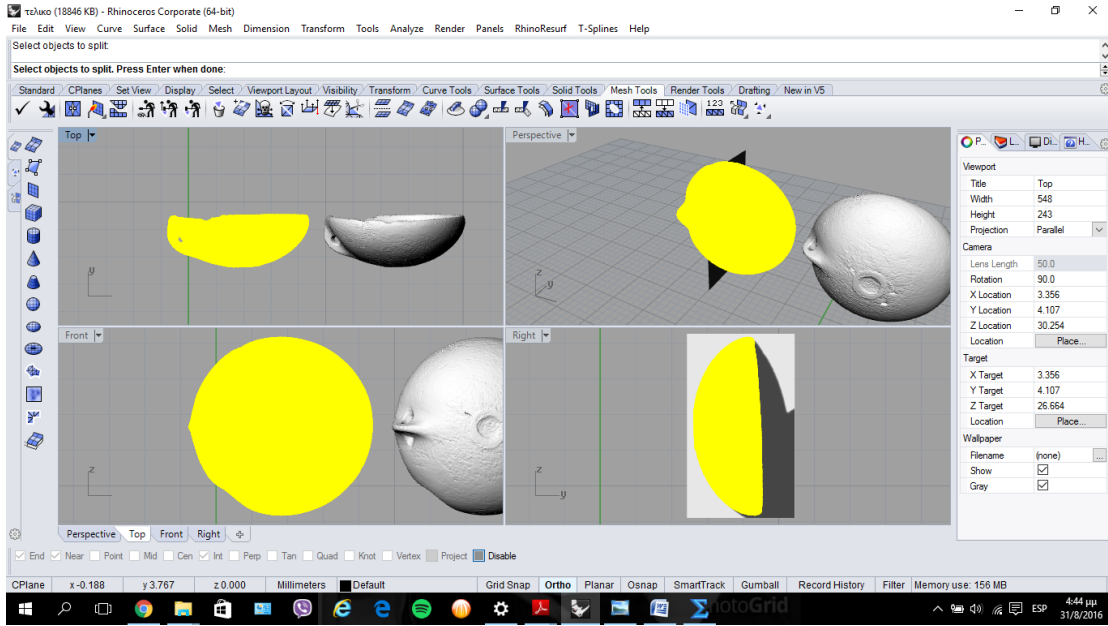 τελικο (18846 KB) - Rhinoceros Corporate (64-bit)
File Edit View Curve Surface Solid Mesh Dimension Transform Tools Analyze Render Panels RhinoResurf T-Splines Help
Select objects to split:
Select objects to split. Press Enter when done:
Standard CPlanes Set View Display Select Viewport Layout Visibility Transform Curve Tools Surface Tools Solid Tools Mesh Tools Render Tools Drafting New in V5
123
Top
Perspective
P... L... Di... H...
Viewport
Title Top
Width 548
Height 243
Projection Parallel
Camera
Lens Length 50.0
Rotation 90.0
X Location 3.356
Y Location 4.107
Z Location 30.254
Location Place...
Target
X Target 3.356
Y Target 4.107
Z Target 26.664
Location Place...
Wallpaper
Filename (none) ...
Show
Gray
y
z
y
Front
Right
z
z
y
Perspective Top Front Right
End Near Point Mid Cen Int Perp Tan Quad Knot Vertex Project Disable
CPlane x -0.188 y 3.767 z 0.000 Millimeters Default Grid Snap Ortho Planar Osnap SmartTrack Gumball Record History Filter Memory use: 156 MB
hotoGrid
ESP
4:44 μμ
31/8/2016